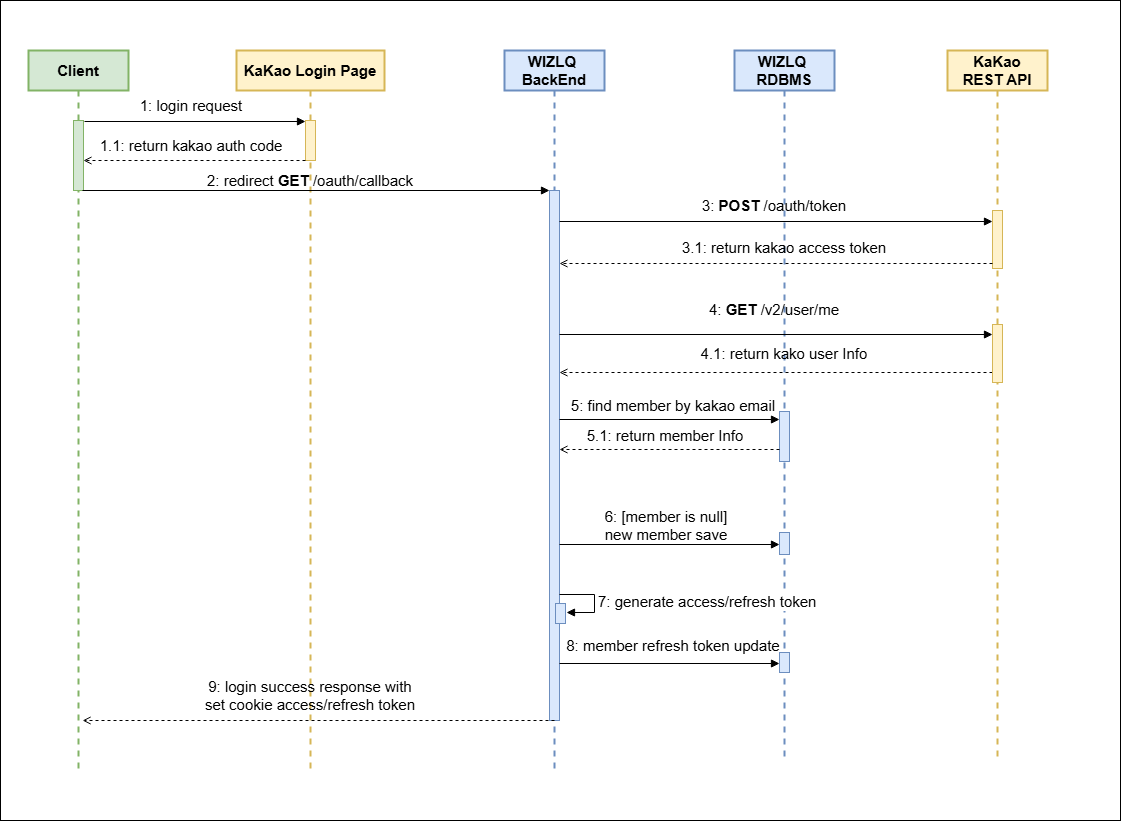 Client
KaKao Login Page
WIZLQ
BackEnd
WIZLQ
RDBMS
KaKao
REST API
1: login request
1.1: return kakao auth code
2: redirect GET /oauth/callback
3: POST /oauth/token
3.1: return kakao access token
4: GET /v2/user/me
4.1: return kako user Info
5: find member by kakao email
5.1: return member Info
6: [member is null]
new member save
7: generate access/refresh token
8: member refresh token update
9: login success response with
set cookie access/refresh token